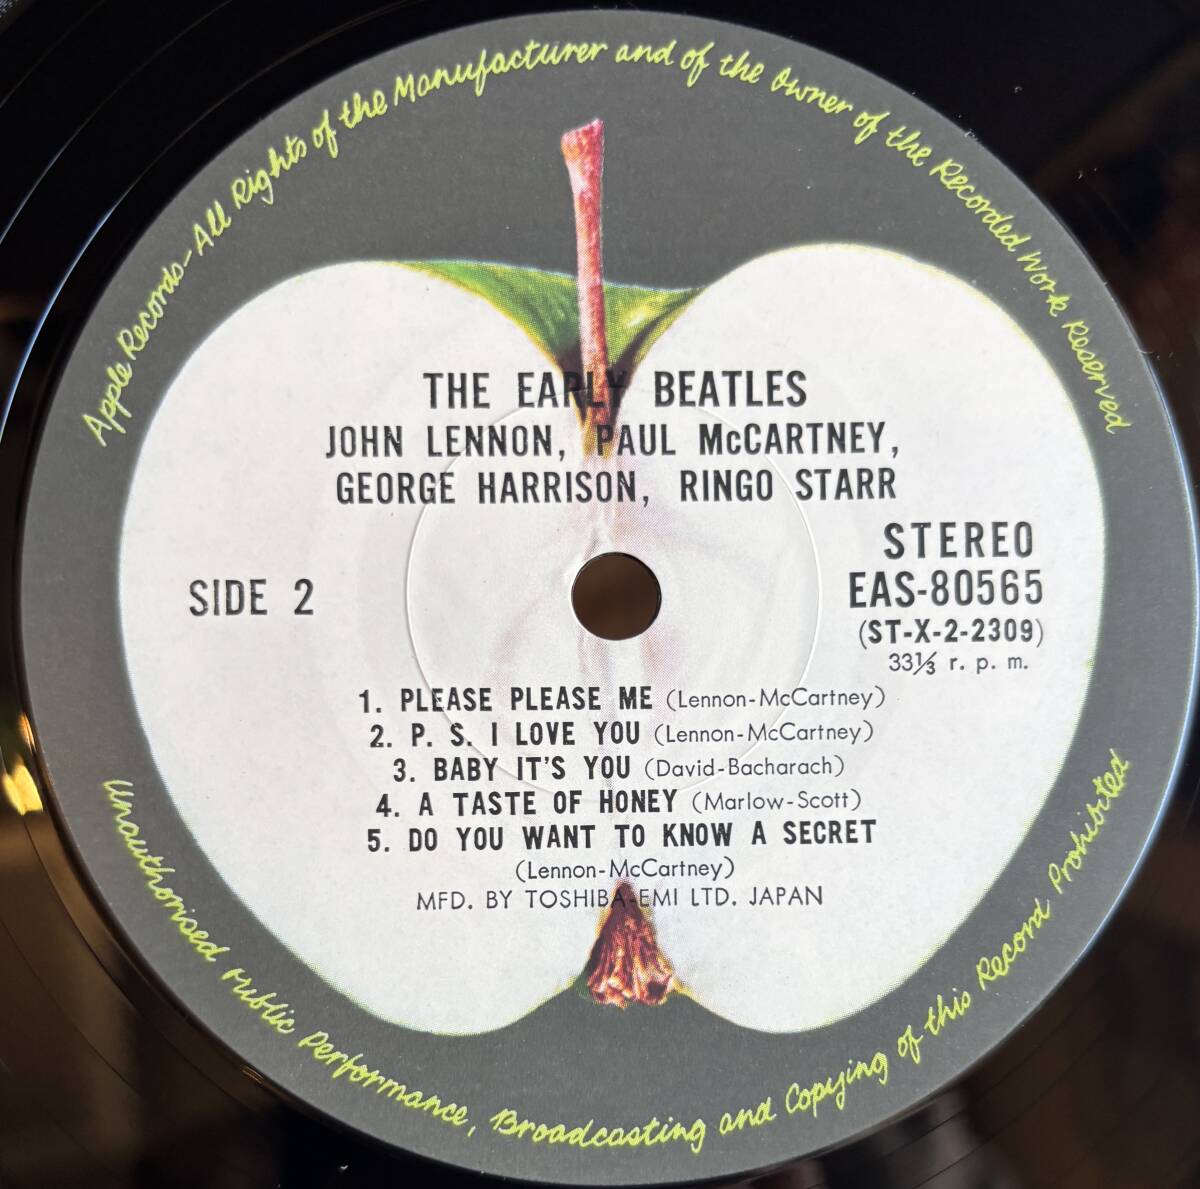 Apple Records-All Rights of the Manufacturer and of the Owner of the Recorded Work Reserved
THE EARLY BEATLES
JOHN LENNON, PAUL McCARTNEY,
GEORGE HARRISON, RINGO STARR
STEREO
EAS-80565
(ST-X-2-2309)
33⅓ r. p. m.
SIDE 2
1. PLEASE PLEASE ME (Lennon-McCartney)
2. P. S. I LOVE YOU (Lennon-McCartney)
3. BABY IT'S YOU (David-Bacharach)
4. A TASTE OF HONEY (Marlow-Scott)
5. DO YOU WANT TO KNOW A SECRET
(Lennon-McCartney)
MFD. BY TOSHIBA-EMI LTD. JAPAN
Unauthorised Public Performance, Broadcasting and Copying of this Record Prohibited